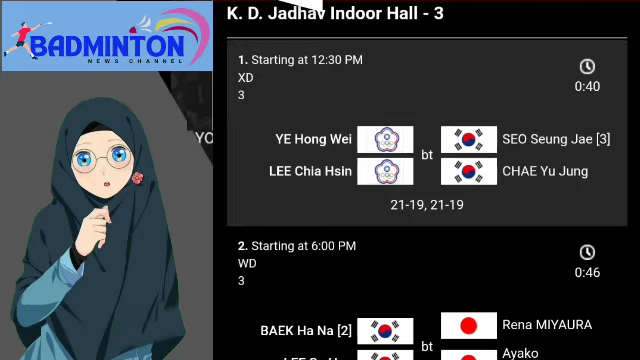 BADMINTON
NEWS CHANNEL
YO
K. D. Jadhav Indoor Hall - 3
1. Starting at 12:30 PM
XD
3
0:40
YE Hong Wei
SEO Seung Jae [3]
bt
LEE Chia Hsin
CHAE Yu Jung
21-19, 21-19
2. Starting at 6:00 PM
WD
3
0:46
BAEK Ha Na [2]
Rena MIYAURA
bt
Ayako